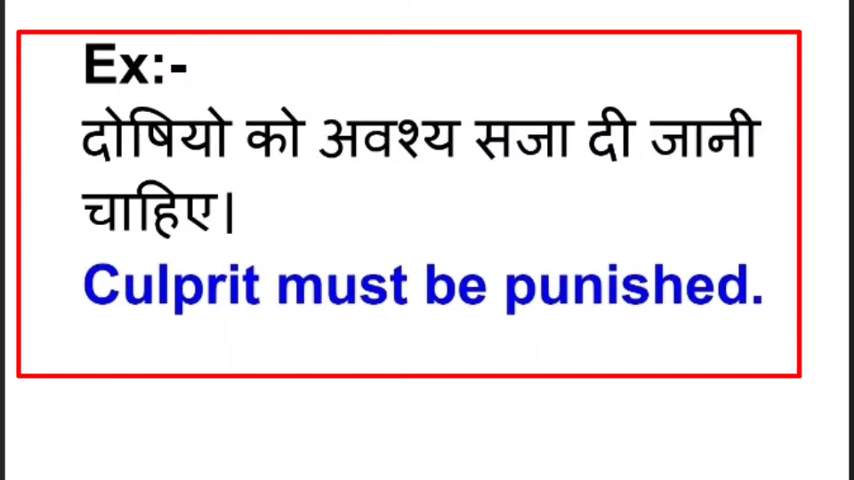 Ex:-
दोषियो को अवश्य सजा दी जानी
चाहिए।
Culprit must be punished.